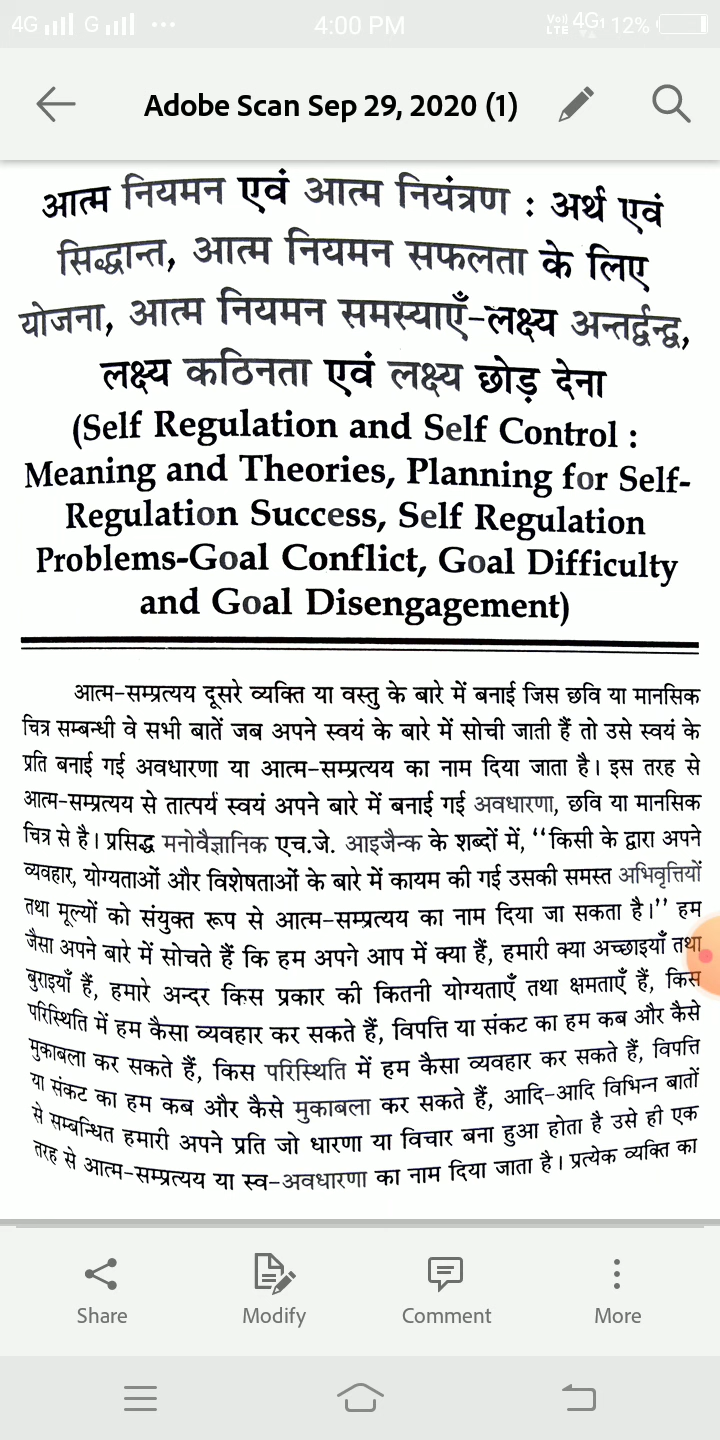 4G G ... 4:00 PM VoLTE 4G 12%
Adobe Scan Sep 29, 2020 (1)
आत्म नियमन एवं आत्म नियंत्रण : अर्थ एवं
सिद्धान्त, आत्म नियमन सफलता के लिए
योजना, आत्म नियमन समस्याएँ-लक्ष्य अन्तर्द्वन्द्व,
लक्ष्य कठिनता एवं लक्ष्य छोड़ देना
(Self Regulation and Self Control :
Meaning and Theories, Planning for Self-
Regulation Success, Self Regulation
Problems-Goal Conflict, Goal Difficulty
and Goal Disengagement)
आत्म-सम्प्रत्यय दूसरे व्यक्ति या वस्तु के बारे में बनाई जिस छवि या मानसिक
चित्र सम्बन्धी वे सभी बातें जब अपने स्वयं के बारे में सोची जाती हैं तो उसे स्वयं के
प्रति बनाई गई अवधारणा या आत्म-सम्प्रत्यय का नाम दिया जाता है। इस तरह से
आत्म-सम्प्रत्यय से तात्पर्य स्वयं अपने बारे में बनाई गई अवधारणा, छवि या मानसिक
चित्र से है। प्रसिद्ध मनोवैज्ञानिक एच.जे. आइजैन्क के शब्दों में, ‘‘किसी के द्वारा अपने
व्यवहार, योग्यताओं और विशेषताओं के बारे में कायम की गई उसकी समस्त अभिवृत्तियों
तथा मूल्यों को संयुक्त रूप से आत्म-सम्प्रत्यय का नाम दिया जा सकता है।’’ हम
जैसा अपने बारे में सोचते हैं कि हम अपने आप में क्या हैं, हमारी क्या अच्छाइयाँ तथा
बुराइयाँ हैं, हमारे अन्दर किस प्रकार की कितनी योग्यताएँ तथा क्षमताएँ हैं, किस
परिस्थिति में हम कैसा व्यवहार कर सकते हैं, विपत्ति या संकट का हम कब और कैसे
मुकाबला कर सकते हैं, किस परिस्थिति में हम कैसा व्यवहार कर सकते हैं, विपत्ति
या संकट का हम कब और कैसे मुकाबला कर सकते हैं, आदि-आदि विभिन्न बातों
से सम्बन्धित हमारी अपने प्रति जो धारणा या विचार बना हुआ होता है उसे ही एक
तरह से आत्म-सम्प्रत्यय या स्व-अवधारणा का नाम दिया जाता है। प्रत्येक व्यक्ति का
Share Modify Comment More